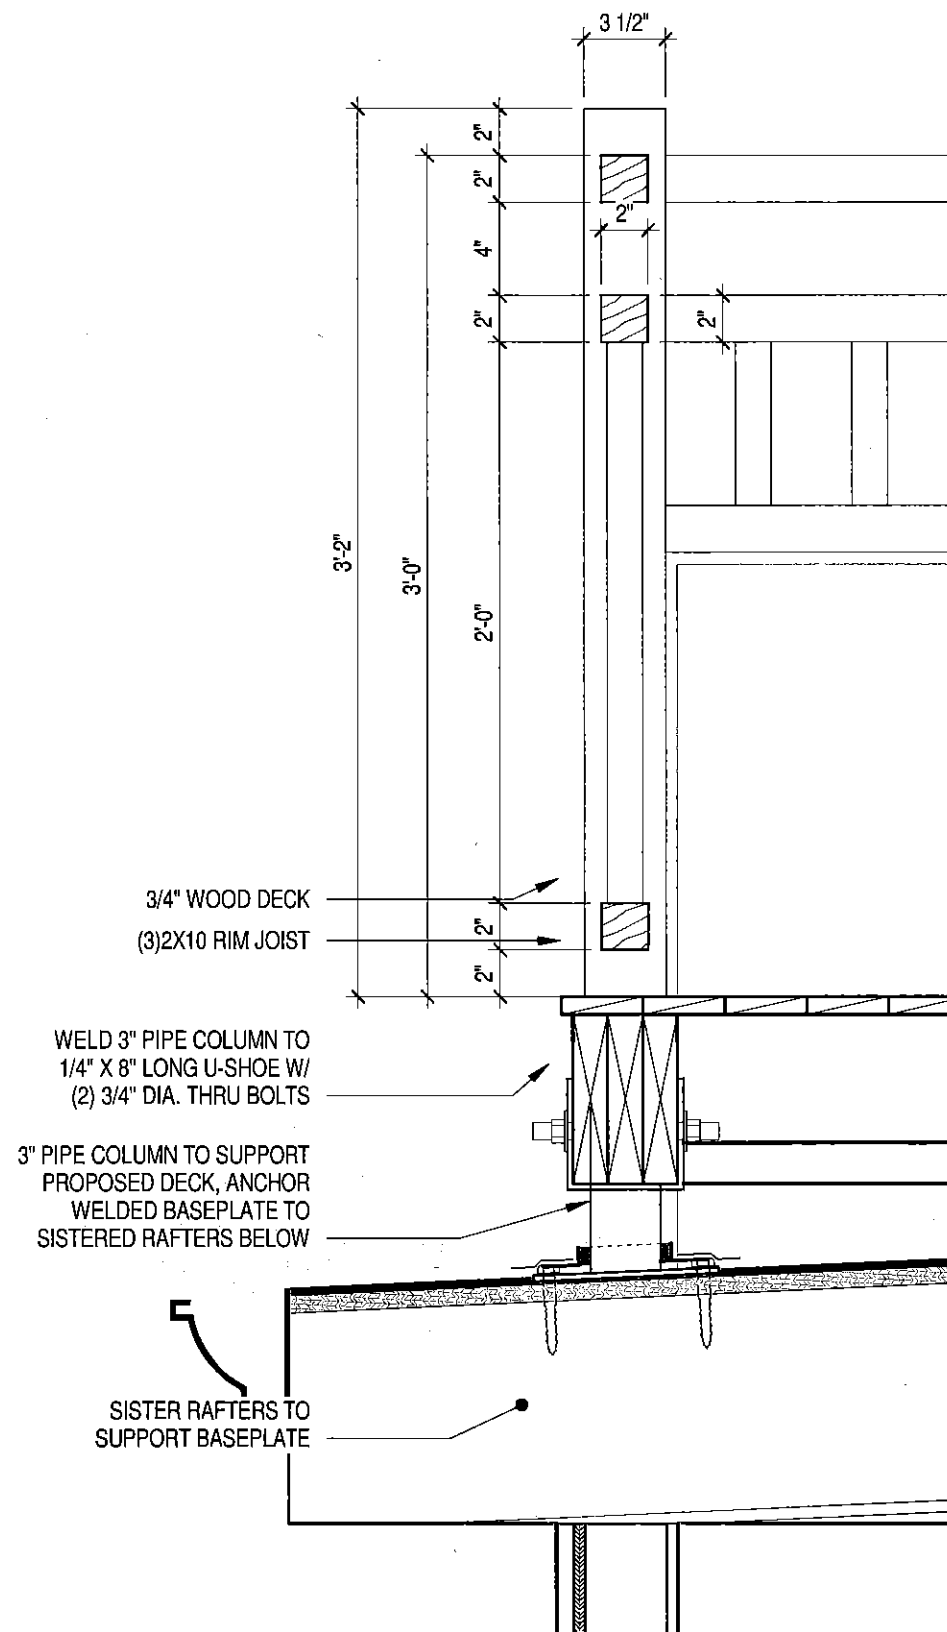 3 1/2"
2"
2"
2"
4"
2"
2"
3'-2"
3'-0"
2'-0"
3/4" WOOD DECK
(3)2X10 RIM JOIST
2"
2"
WELD 3" PIPE COLUMN TO
1/4" X 8" LONG U-SHOE W/
(2) 3/4" DIA. THRU BOLTS
3" PIPE COLUMN TO SUPPORT
PROPOSED DECK, ANCHOR
WELDED BASEPLATE TO
SISTERED RAFTERS BELOW
SISTER RAFTERS TO
SUPPORT BASEPLATE